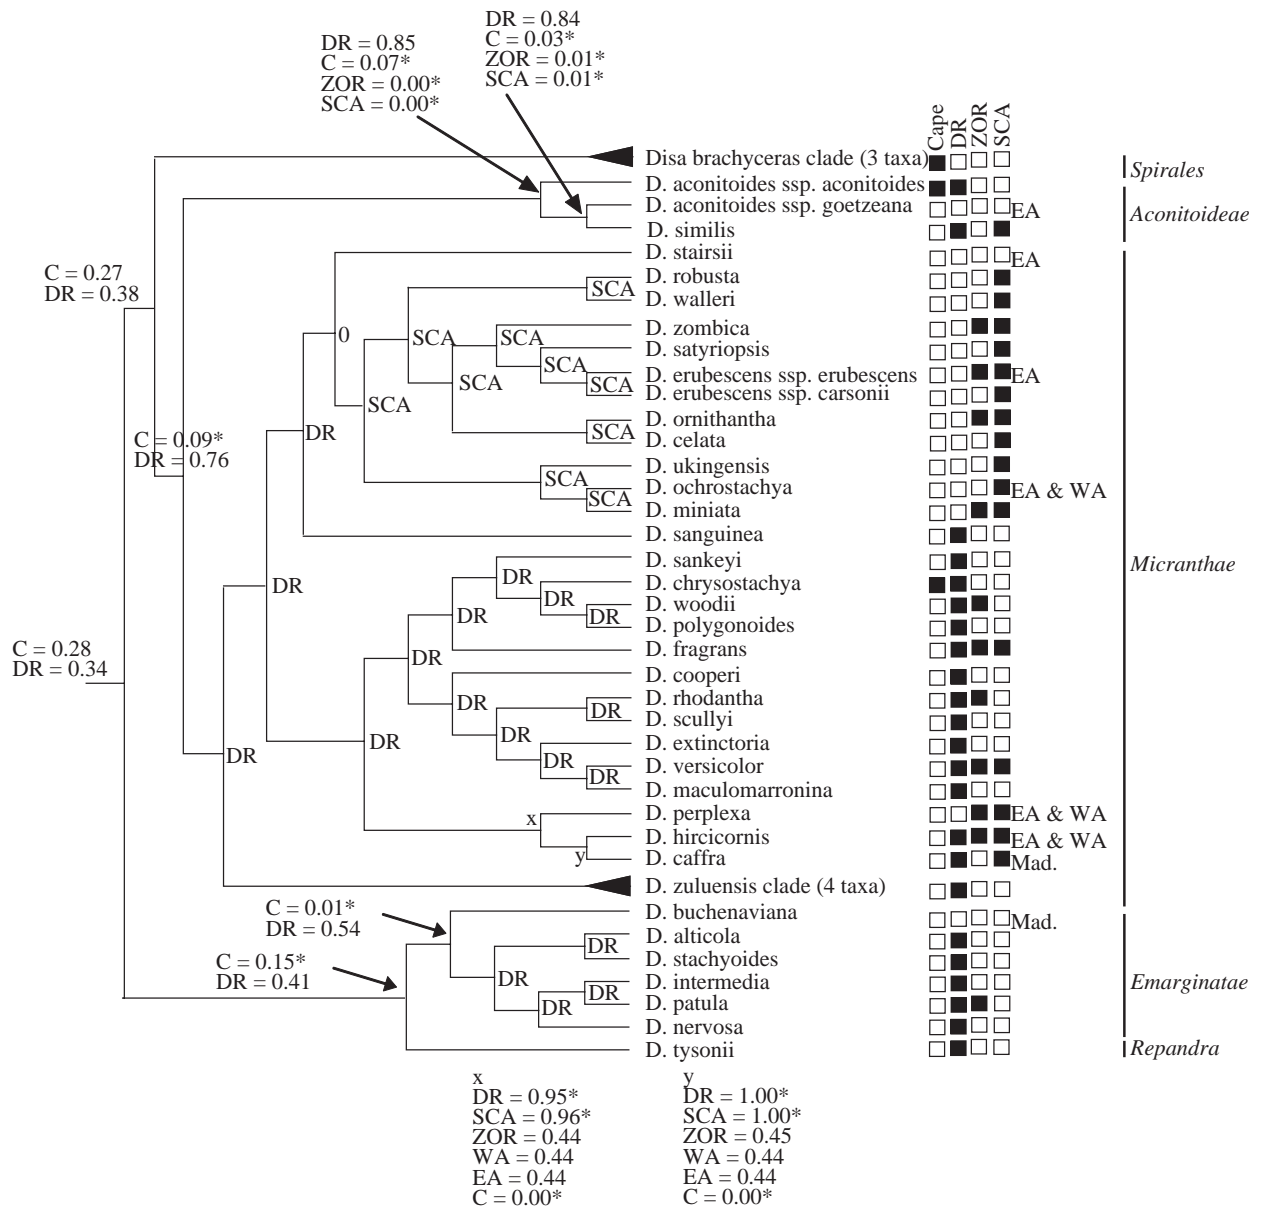 DR = 0.85
C = 0.07*
ZOR = 0.00*
SCA = 0.00*
DR = 0.84
C = 0.03*
ZOR = 0.01*
SCA = 0.01*
Cape
DR
ZOR
SCA
Disa brachyceras clade (3 taxa)
Spirales
D. aconitoides ssp. aconitoides
D. aconitoides ssp. goetzeana
EA
Aconitoideae
D. similis
D. stairsii
EA
C = 0.27
DR = 0.38
D. robusta
SCA
D. walleri
D. zombica
0
SCA
SCA
D. satyriopsis
SCA
D. erubescens ssp. erubescens
EA
SCA
SCA
D. erubescens ssp. carsonii
SCA
D. ornithantha
DR
SCA
C = 0.09*
DR = 0.76
D. celata
D. ukingensis
SCA
D. ochrostachya
EA & WA
SCA
D. miniata
D. sanguinea
D. sankeyi
Micranthae
DR
DR
D. chrysostachya
DR
D. woodii
DR
D. polygonoides
C = 0.28
DR = 0.34
D. fragrans
DR
D. cooperi
D. rhodantha
DR
DR
D. scullyi
DR
DR
D. extinctoria
DR
DR
D. versicolor
DR
D. maculomarronina
D. perplexa
EA & WA
x
D. hircicornis
EA & WA
y
D. caffra
Mad.
D. zuluensis clade (4 taxa)
C = 0.01*
DR = 0.54
D. buchenaviana
Mad.
D. alticola
DR
D. stachyoides
C = 0.15*
DR = 0.41
DR
D. intermedia
DR
Emarginatae
D. patula
DR
D. nervosa
D. tysonii
Repandra
x
DR = 0.95*
SCA = 0.96*
ZOR = 0.44
WA = 0.44
EA = 0.44
C = 0.00*
y
DR = 1.00*
SCA = 1.00*
ZOR = 0.45
WA = 0.44
EA = 0.44
C = 0.00*